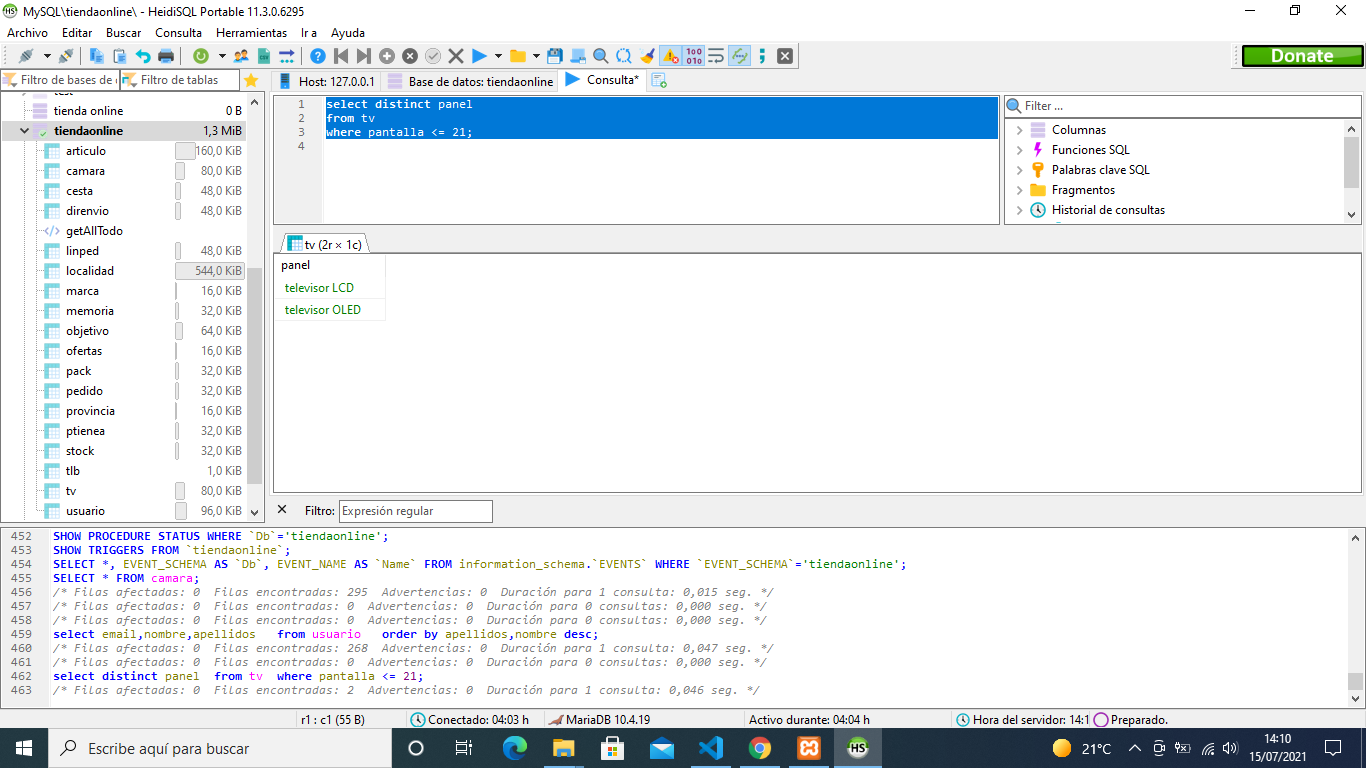 MySQL\tiendaonline\ - HeidiSQL Portable 11.3.0.6295
Archivo Editar Buscar Consulta Herramientas Ir a Ayuda
Donate
Filtro de bases de d Filtro de tablas
Host: 127.0.0.1 Base de datos: tiendaonline Consulta*
test
tienda online 0 B
tiendaonline 1,3 MiB
articulo 160,0 KiB
camara 80,0 KiB
cesta 48,0 KiB
direnvio 48,0 KiB
getAllTodo
linped 48,0 KiB
localidad 544,0 KiB
marca 16,0 KiB
memoria 32,0 KiB
objetivo 64,0 KiB
ofertas 16,0 KiB
pack 32,0 KiB
pedido 32,0 KiB
provincia 16,0 KiB
ptienea 32,0 KiB
stock 32,0 KiB
tlb 1,0 KiB
tv 80,0 KiB
usuario 96,0 KiB
1 select distinct panel
2 from tv
3 where pantalla <= 21;
4
Filter ...
Columnas
Funciones SQL
Palabras clave SQL
Fragmentos
Historial de consultas
tv (2r × 1c)
panel
televisor LCD
televisor OLED
Filtro: Expresión regular
452 SHOW PROCEDURE STATUS WHERE `Db`='tiendaonline';
453 SHOW TRIGGERS FROM `tiendaonline`;
454 SELECT *, EVENT_SCHEMA AS `Db`, EVENT_NAME AS `Name` FROM information_schema.`EVENTS` WHERE `EVENT_SCHEMA`='tiendaonline';
455 SELECT * FROM camara;
456 /* Filas afectadas: 0 Filas encontradas: 295 Advertencias: 0 Duración para 1 consulta: 0,015 seg. */
457 /* Filas afectadas: 0 Filas encontradas: 0 Advertencias: 0 Duración para 0 consultas: 0,000 seg. */
458 /* Filas afectadas: 0 Filas encontradas: 0 Advertencias: 0 Duración para 0 consultas: 0,000 seg. */
459 select email,nombre,apellidos from usuario order by apellidos,nombre desc;
460 /* Filas afectadas: 0 Filas encontradas: 268 Advertencias: 0 Duración para 1 consulta: 0,047 seg. */
461 /* Filas afectadas: 0 Filas encontradas: 0 Advertencias: 0 Duración para 0 consultas: 0,000 seg. */
462 select distinct panel from tv where pantalla <= 21;
463 /* Filas afectadas: 0 Filas encontradas: 2 Advertencias: 0 Duración para 1 consulta: 0,046 seg. */
r1 : c1 (55 B) Conectado: 04:03 h MariaDB 10.4.19 Activo durante: 04:04 h Hora del servidor: 14:1 Preparado.
Escribe aquí para buscar
21°C
14:10
15/07/2021